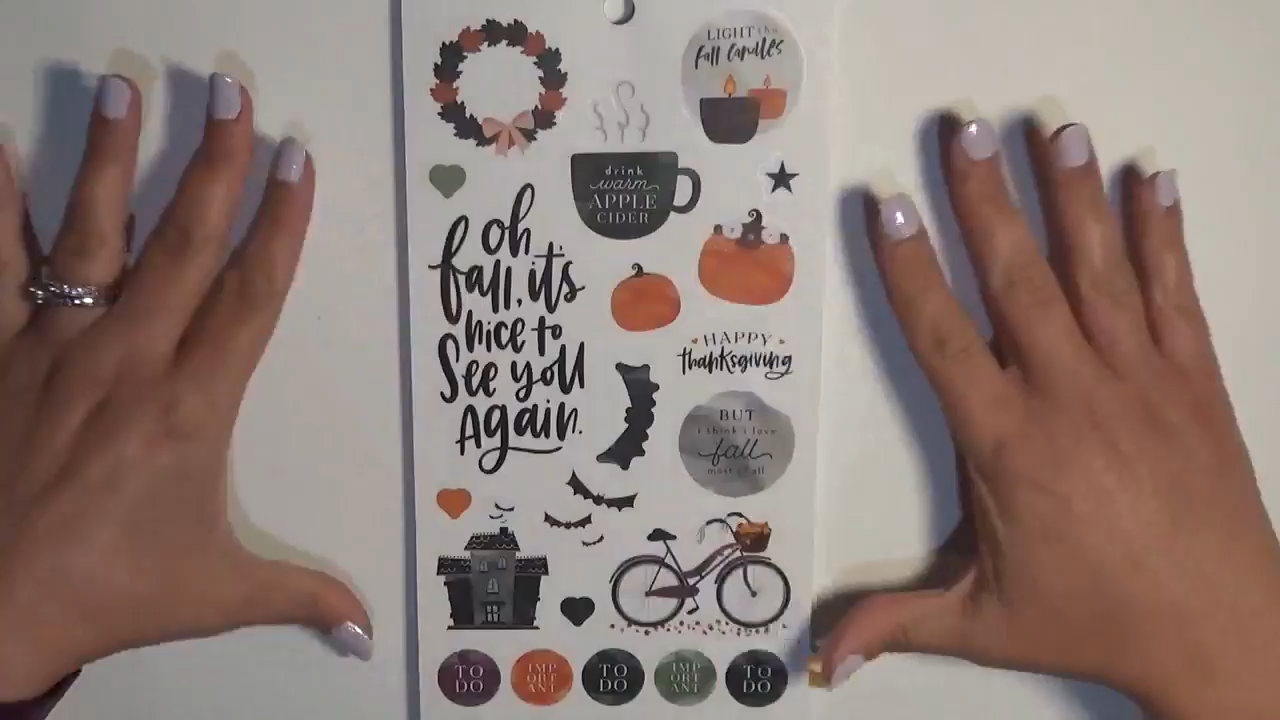 LIGHT the
fall candles
drink
warm
APPLE
CIDER
oh
fall, it's
nice to
see you
Again.
HAPPY
thanksgiving
BUT
i think i love
fall
most of all
TO
DO
IMP
ORT
ANT
TO
DO
IMP
ORT
ANT
TO
DO